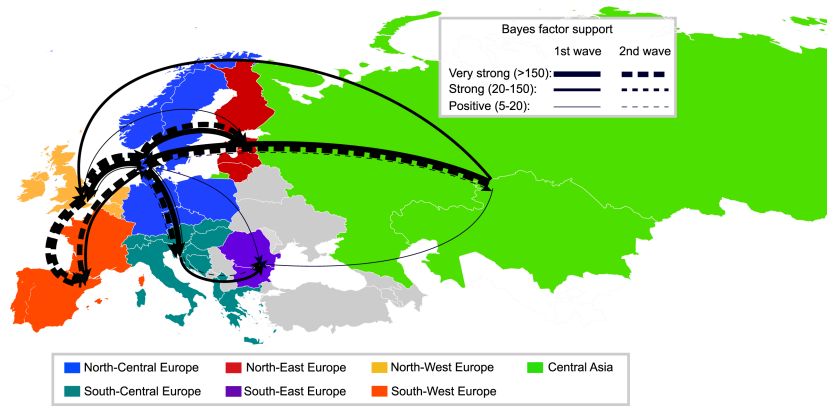 Bayes factor support
1st wave 2nd wave
Very strong (>150):
Strong (20-150):
Positive (5-20):
North-Central Europe North-East Europe North-West Europe Central Asia
South-Central Europe South-East Europe South-West Europe